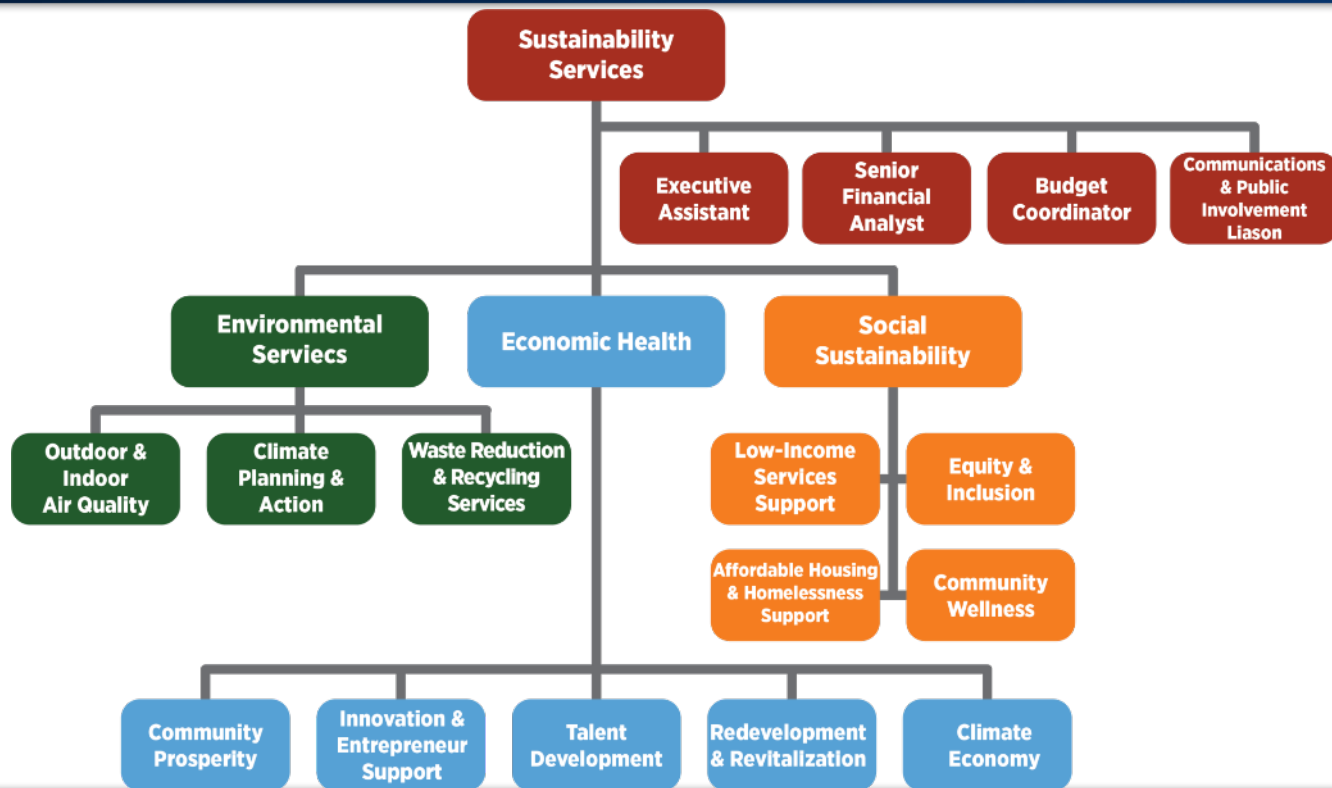 Sustainability
Services
Executive
Assistant
Senior
Financial
Analyst
Budget
Coordinator
Communications
& Public
Involvement
Liason
Environmental
Serviecs
Economic Health
Social
Sustainability
Outdoor &
Indoor
Air Quality
Climate
Planning &
Action
Waste Reduction
& Recycling
Services
Low-Income
Services
Support
Equity &
Inclusion
Affordable Housing
& Homelessness
Support
Community
Wellness
Community
Prosperity
Innovation &
Entrepreneur
Support
Talent
Development
Redevelopment
& Revitalization
Climate
Economy